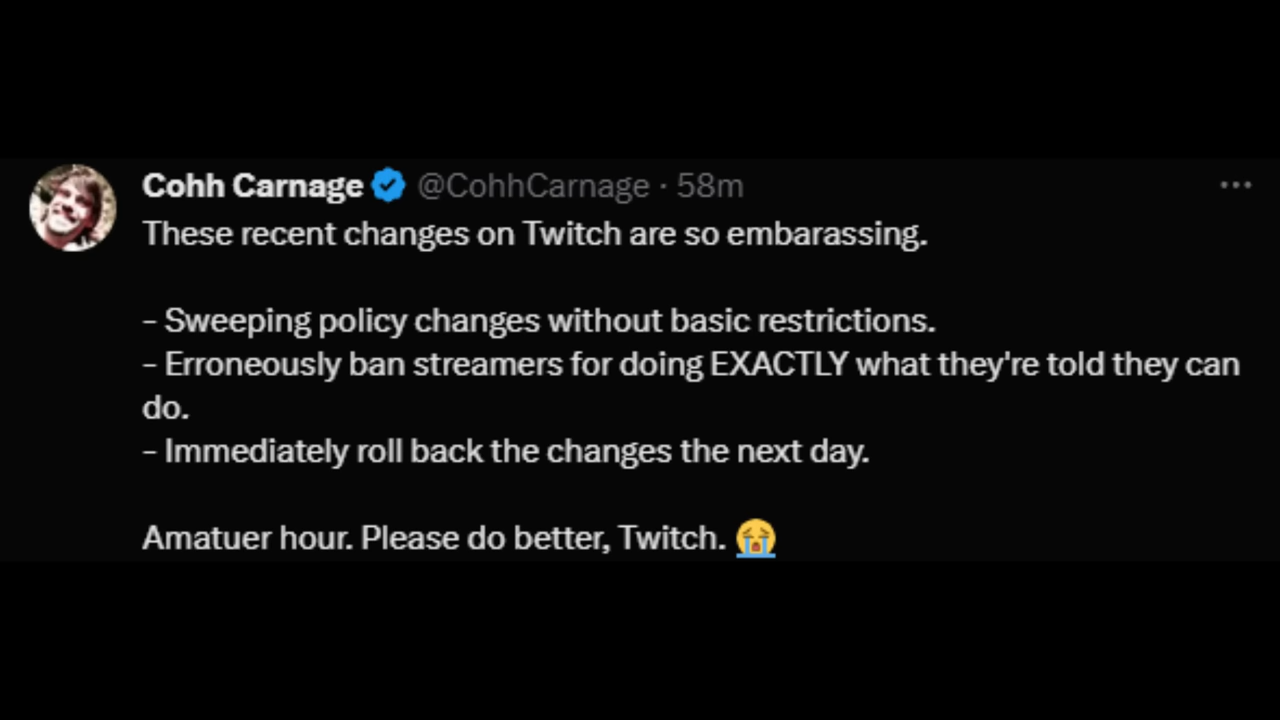 Cohh Carnage @CohhCarnage · 58m
These recent changes on Twitch are so embarassing.
- Sweeping policy changes without basic restrictions.
- Erroneously ban streamers for doing EXACTLY what they're told they can
do.
- Immediately roll back the changes the next day.
Amatuer hour. Please do better, Twitch. 😭